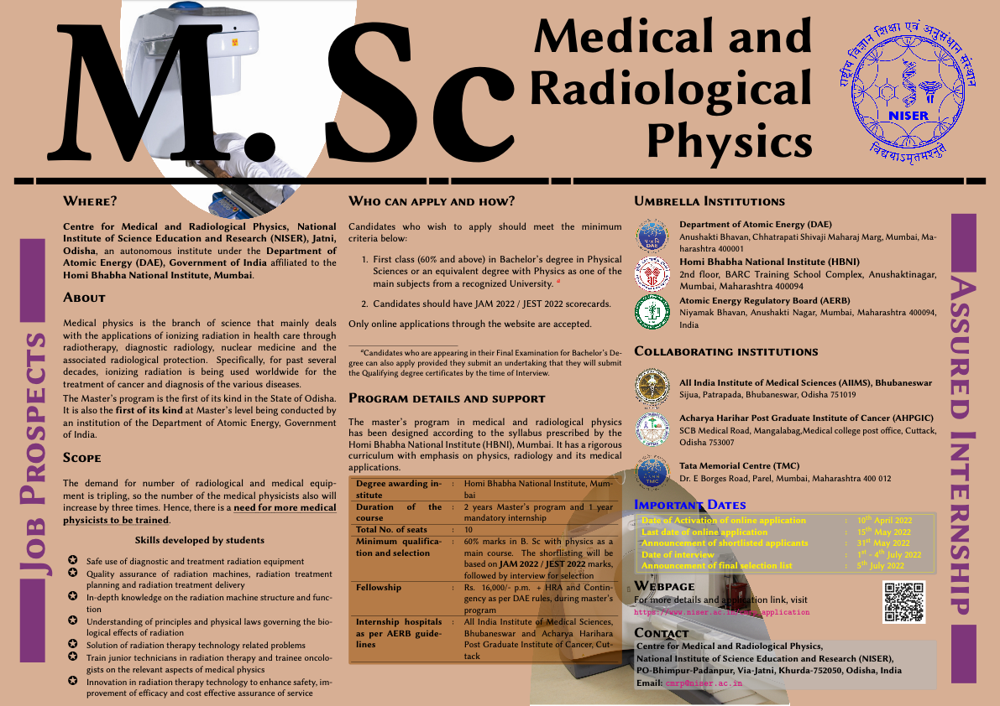 M. Sc
Medical and
Radiological
Physics
राष्ट्रीय विज्ञान शिक्षा एवं अनुसंधान संस्थान
NISER
विद्ययाऽमृतमश्नुते
Job Prospects
Where?
Centre for Medical and Radiological Physics, National
Institute of Science Education and Research (NISER), Jatni,
Odisha, an autonomous institute under the Department of
Atomic Energy (DAE), Government of India affiliated to the
Homi Bhabha National Institute, Mumbai.
About
Medical physics is the branch of science that mainly deals
with the applications of ionizing radiation in health care through
radiotherapy, diagnostic radiology, nuclear medicine and the
associated radiological protection. Specifically, for past several
decades, ionizing radiation is being used worldwide for the
treatment of cancer and diagnosis of the various diseases.
The Master's program is the first of its kind in the State of Odisha.
It is also the first of its kind at Master's level being conducted by
an institution of the Department of Atomic Energy, Government
of India.
Scope
The demand for number of radiological and medical equip-
ment is tripling, so the number of the medical physicists also will
increase by three times. Hence, there is a need for more medical
physicists to be trained.
Skills developed by students
Safe use of diagnostic and treatment radiation equipment
Quality assurance of radiation machines, radiation treatment
planning and radiation treatment delivery
In-depth knowledge on the radiation machine structure and func-
tion
Understanding of principles and physical laws governing the bio-
logical effects of radiation
Solution of radiation therapy technology related problems
Train junior technicians in radiation therapy and trainee oncolo-
gists on the relevant aspects of medical physics
Innovation in radiation therapy technology to enhance safety, im-
provement of efficacy and cost effective assurance of service
Who can apply and how?
Candidates who wish to apply should meet the minimum
criteria below:
1. First class (60% and above) in Bachelor's degree in Physical
Sciences or an equivalent degree with Physics as one of the
main subjects from a recognized University. a
2. Candidates should have JAM 2022 / JEST 2022 scorecards.
Only online applications through the website are accepted.
aCandidates who are appearing in their Final Examination for Bachelor's De-
gree can also apply provided they submit an undertaking that they will submit
the Qualifying degree certificates by the time of Interview.
Program details and support
The master's program in medical and radiological physics
has been designed according to the syllabus prescribed by the
Homi Bhabha National Institute (HBNI), Mumbai. It has a rigorous
curriculum with emphasis on physics, radiology and its medical
applications.
Degree awarding in- : Homi Bhabha National Institute, Mum-
stitute bai
Duration of the : 2 years Master's program and 1 year
course mandatory internship
Total No. of seats : 10
Minimum qualifica- : 60% marks in B. Sc with physics as a
tion and selection main course. The shortlisting will be
based on JAM 2022 / JEST 2022 marks,
followed by interview for selection
Fellowship : Rs. 16,000/- p.m. + HRA and Contin-
gency as per DAE rules, during master's
program
Internship hospitals : All India Institute of Medical Sciences,
as per AERB guide- Bhubaneswar and Acharya Harihara
lines Post Graduate Institute of Cancer, Cut-
tack
Umbrella Institutions
Department of Atomic Energy (DAE)
DAE
Anushakti Bhavan, Chhatrapati Shivaji Maharaj Marg, Mumbai, Ma-
harashtra 400001
Homi Bhabha National Institute (HBNI)
2nd floor, BARC Training School Complex, Anushaktinagar,
Mumbai, Maharashtra 400094
Atomic Energy Regulatory Board (AERB)
Niyamak Bhavan, Anushakti Nagar, Mumbai, Maharashtra 400094,
India
Collaborating institutions
All India Institute of Medical Sciences (AIIMS), Bhubaneswar
Sijua, Patrapada, Bhubaneswar, Odisha 751019
Acharya Harihar Post Graduate Institute of Cancer (AHPGIC)
SCB Medical Road, Mangalabag,Medical college post office, Cuttack,
Odisha 753007
Tata Memorial Centre (TMC)
TMC
Dr. E Borges Road, Parel, Mumbai, Maharashtra 400 012
Important Dates
Date of Activation of online application : 10th April 2022
Last date of online application : 15th May 2022
Announcement of shortlisted applicants : 31st May 2022
Date of interview : 1st - 4th July 2022
Announcement of final selection list : 5th July 2022
Webpage
For more details and application link, visit
https://www.niser.ac.in/ application
Contact
Centre for Medical and Radiological Physics,
National Institute of Science Education and Research (NISER),
PO-Bhimpur-Padanpur, Via-Jatni, Khurda-752050, Odisha, India
Email: cmrp@niser.ac.in
Assured Internship